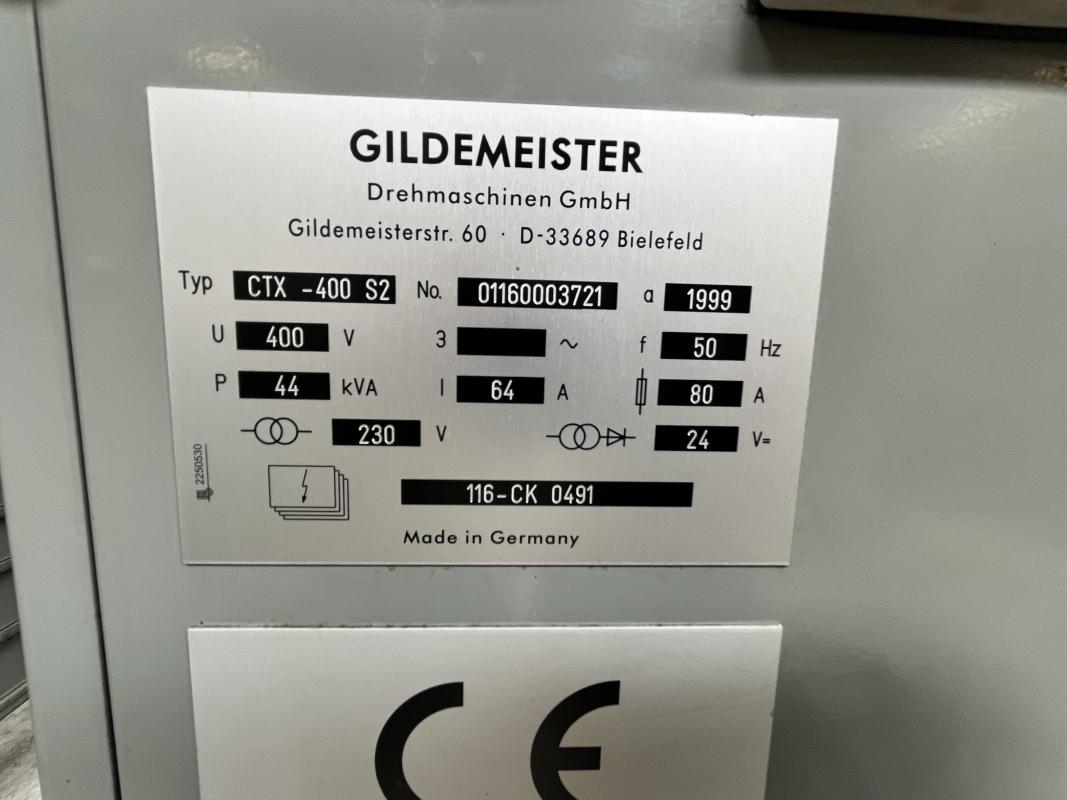 GILDEMEISTER
Drehmaschinen GmbH
Gildemeisterstr. 60 · D-33689 Bielefeld
Typ CTX -400 S2 No. 01160003721 a 1999
U 400 V 3 ~ f 50 Hz
P 44 kVA I 64 A 80 A
230 V 24 V=
2250530
116-CK 0491
Made in Germany
CE